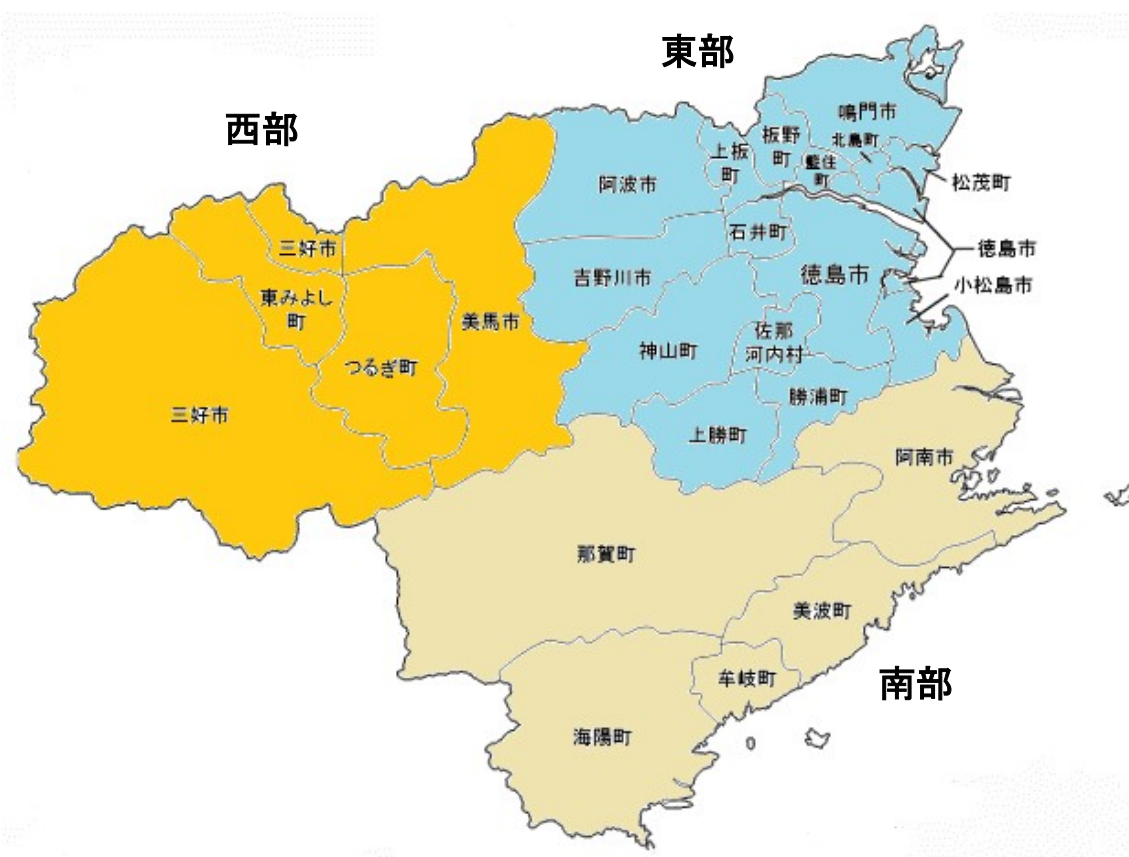 東部
西部
鳴門市
北島町
板野
町
上板
町
藍住
町
阿波市
松茂町
石井町
徳島市
三好市
吉野川市
徳島市
小松島市
東みよし
町
美馬市
佐那
河内村
神山町
つるぎ町
勝浦町
三好市
上勝町
阿南市
那賀町
美波町
牟岐町
南部
海陽町